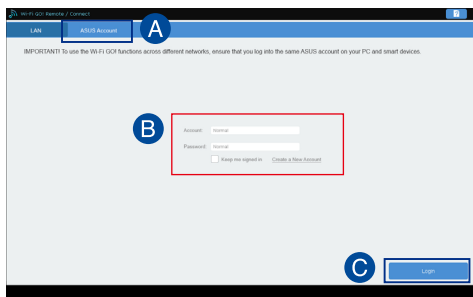 Wi-Fi GO! Remote / Connect
LAN
ASUS Account
A
IMPORTANT! To use the Wi-Fi GO! functions across different networks, ensure that you log into the same ASUS account on your PC and smart devices.
B
Account: Normal
Password: Normal
Keep me signed in Create a New Account
C
Login